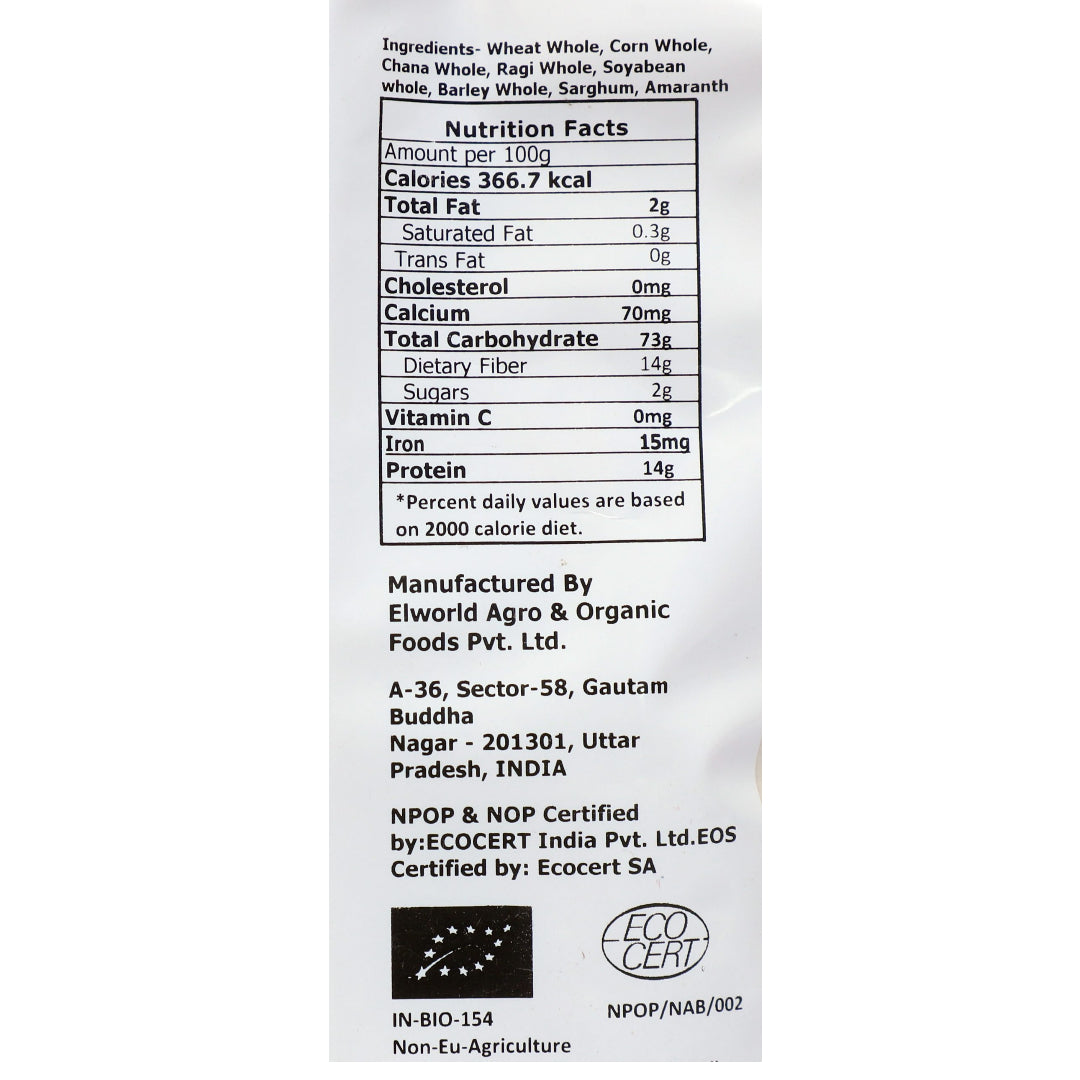 Ingredients- Wheat Whole, Corn Whole,
Chana Whole, Ragi Whole, Soyabean
whole, Barley Whole, Sarghum, Amaranth
Nutrition Facts
Amount per 100g
Calories 366.7 kcal
Total Fat 2g
Saturated Fat 0.3g
Trans Fat 0g
Cholesterol 0mg
Calcium 70mg
Total Carbohydrate 73g
Dietary Fiber 14g
Sugars 2g
Vitamin C 0mg
Iron 15mg
Protein 14g
*Percent daily values are based
on 2000 calorie diet.
Manufactured By
Elworld Agro & Organic
Foods Pvt. Ltd.
A-36, Sector-58, Gautam
Buddha
Nagar - 201301, Uttar
Pradesh, INDIA
NPOP & NOP Certified
by:ECOCERT India Pvt. Ltd.EOS
Certified by: Ecocert SA
ECO
CERT
IN-BIO-154
NPOP/NAB/002
Non-Eu-Agriculture